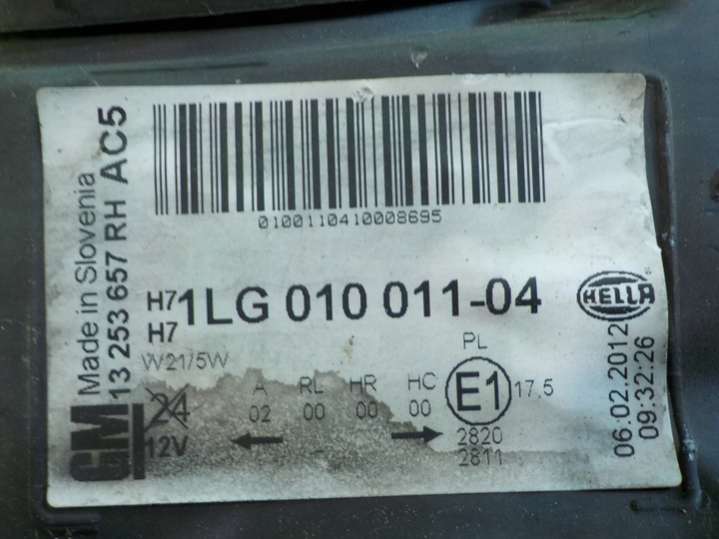 GM
Made in Slovenia
13 253 657 RH AC5
0100110410008695
H7
H7
1LG 010 011-04
HELLA
W21/5W
PL
A RL HR HC
02 00 00 00
E1
17.5
24
12V
2820
2811
06.02.2012
09:32:26